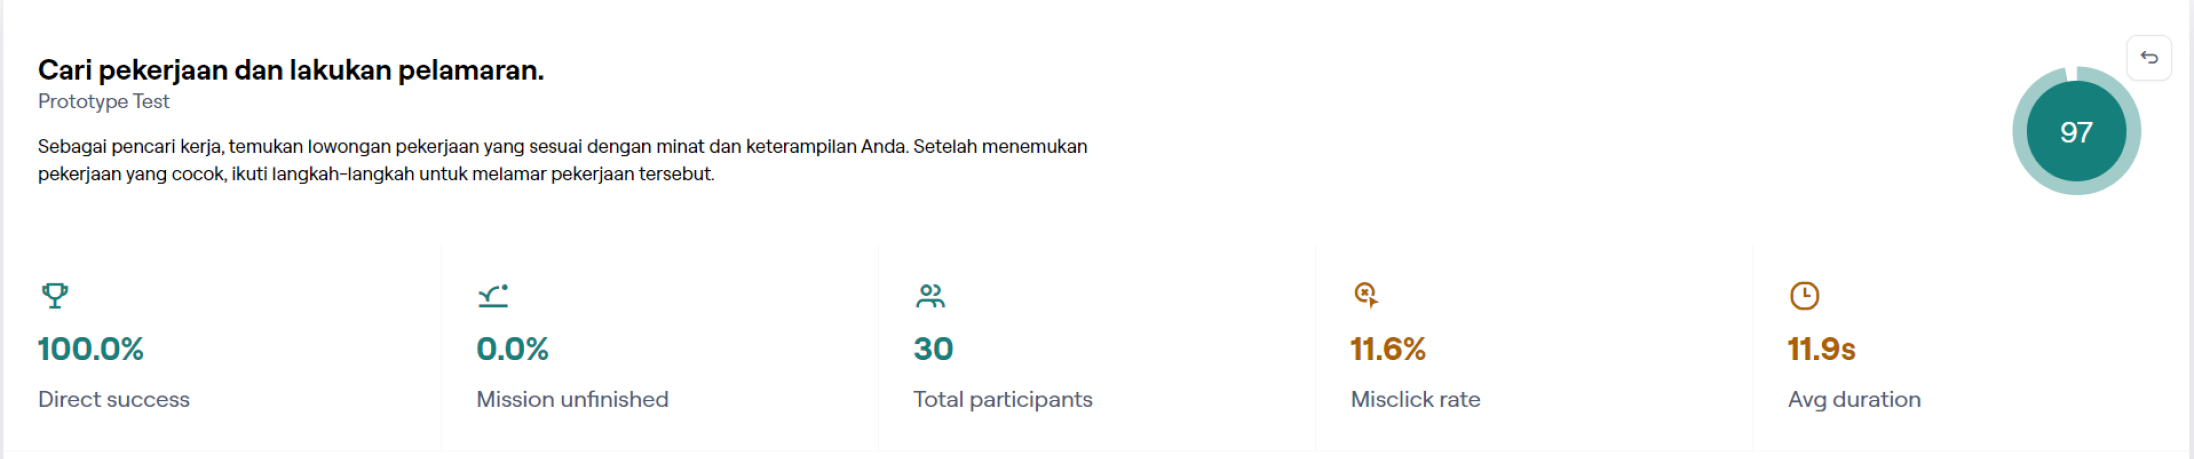 Cari pekerjaan dan lakukan pelamaran.
Prototype Test
Sebagai pencari kerja, temukan lowongan pekerjaan yang sesuai dengan minat dan keterampilan Anda. Setelah menemukan
pekerjaan yang cocok, ikuti langkah-langkah untuk melamar pekerjaan tersebut.
97
100.0%
Direct success
0.0%
Mission unfinished
30
Total participants
11.6%
Misclick rate
11.9s
Avg duration